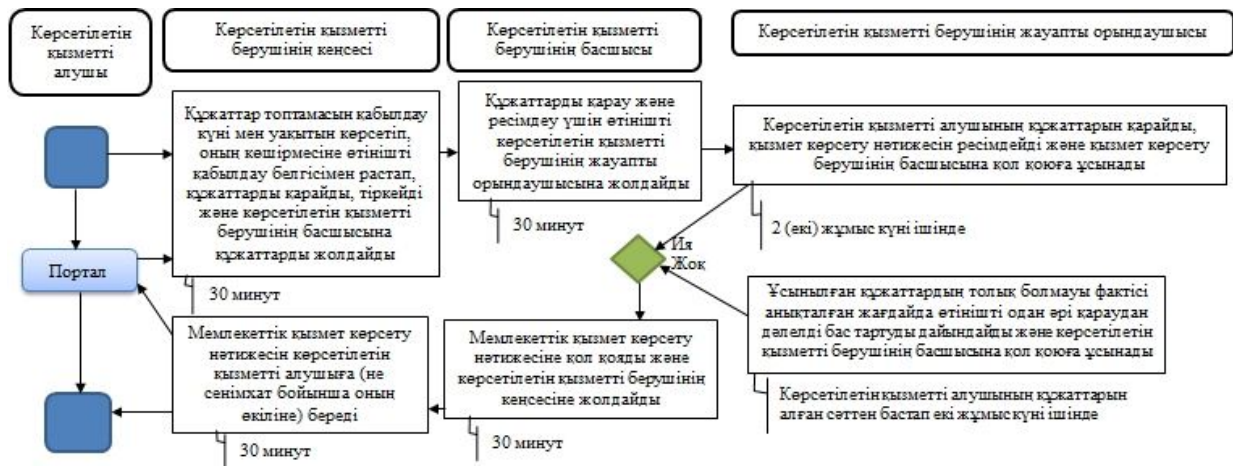 Көрсетілетін
қызметті
алушы
Көрсетілетін қызметті
берушінің кеңсесі
Көрсетілетін қызметті
берушінің басшысы
Көрсетілетін қызметті берушінің жауапты орындаушысы
Құжаттар топтамасын қабылдау
күні мен уақытын көрсетіп,
оның көшірмесіне өтінішті
қабылдау белгісімен растап,
құжаттарды қарайды, тіркейді
және көрсетілетін қызметті
берушінің басшысына
құжаттарды жолдайды
30 минут
Құжаттарды қарау және
ресімдеу үшін өтінішті
көрсетілетін қызметті
берушінің жауапты
орындаушысына жолдайды
30 минут
Көрсетілетін қызметті алушының құжаттарын қарайды,
қызмет көрсету нәтижесін ресімдейді және қызмет көрсету
берушінің басшысына қол қоюға ұсынады
2 (екі) жұмыс күні ішінде
Портал
Ия
Жоқ
Ұсынылған құжаттардың толық болмауы фактісі
анықталған жағдайда өтінішті одан әрі қараудан
дәлелді бас тартуды дайындайды және көрсетілетін
қызметті берушінің басшысына қол қоюға ұсынады
Көрсетілетін қызметті алушының құжаттарын
алған сәттен бастап екі жұмыс күні ішінде
Мемлекеттік қызмет көрсету
нәтижесіне қол қояды және
көрсетілетін қызметті берушінің
кеңсесіне жолдайды
30 минут
Мемлекеттік қызмет көрсету
нәтижесін көрсетілетін
қызметті алушыға (не
сенімхат бойынша оның
өкіліне) береді
30 минут